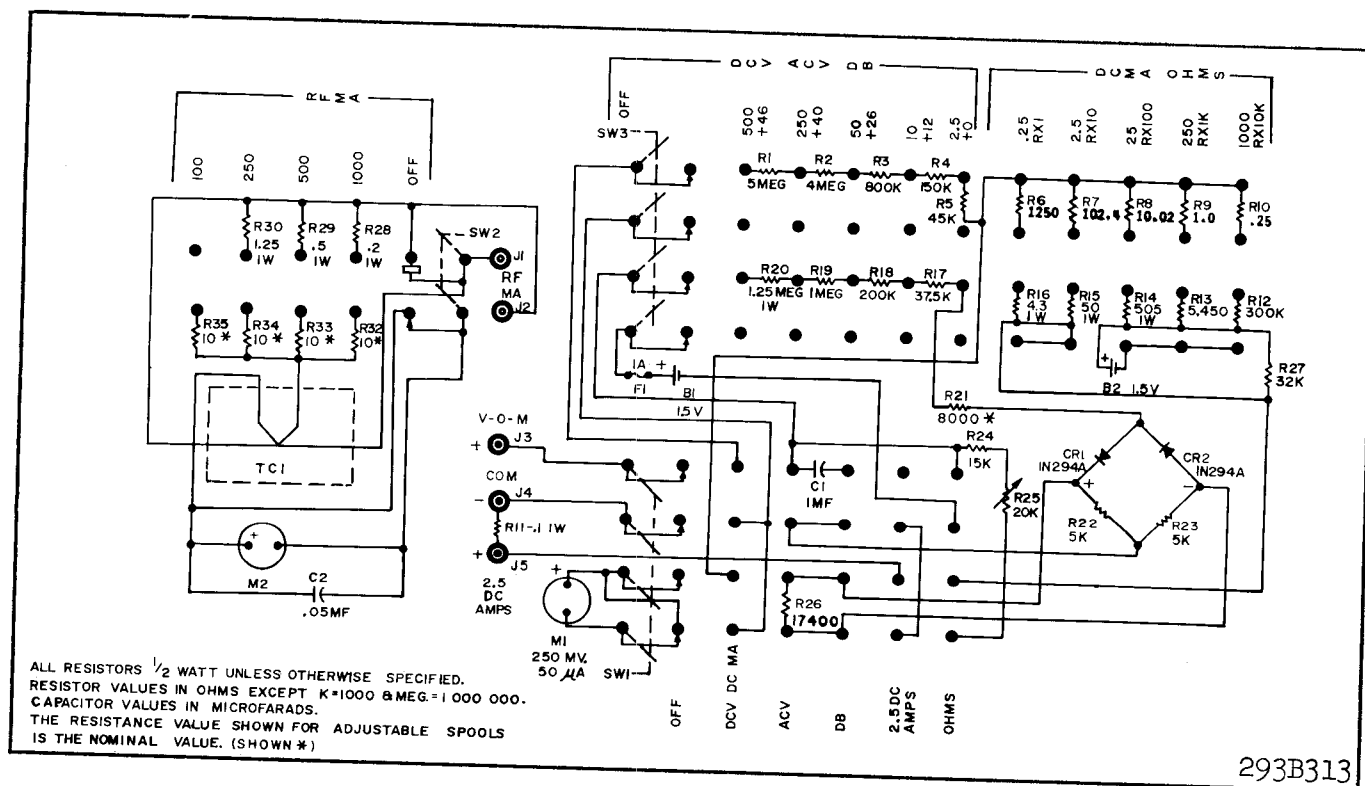 RFMA
100
250
500
1000
OFF
R30
1.25
1W
R29
.5
1W
R28
.2
1W
SW2
J1
RF
MA
J2
R35
10*
R34
10*
R33
10*
R32
10*
TC1
M2
C2
.05MF
DCV ACV DB
OFF
SW3
500
+46
250
+40
50
+26
10
+12
2.5
+0
R1
5MEG
R2
4MEG
R3
800K
R4
150K
R5
45K
R20
1.25MEG
1W
R19
1MEG
R18
200K
R17
37.5K
DCMA OHMS
.25
RX1
2.5
RX10
25
RX100
250
RX1K
1000
RX10K
R6
1250
R7
102.4
R8
10.02
R9
1.0
R10
.25
R16
4.3
1W
R15
50
1W
R14
505
1W
R13
5,450
R12
300K
+
B2 1.5V
R27
32K
1A
F1
+
B1
1.5V
R21
8000 *
R24
15K
R25
20K
CR1
1N294A
CR2
1N294A
+
-
R22
5K
R23
5K
V-O-M
+
J3
COM
-
J4
R11-.1 1W
+
J5
2.5
DC
AMPS
C1
1MF
+
M1
250 MV.
50 µA
SW1
R26
17400
OFF
DCV DC MA
ACV
DB
2.5 DC
AMPS
OHMS
+
ALL RESISTORS 1/2 WATT UNLESS OTHERWISE SPECIFIED.
RESISTOR VALUES IN OHMS EXCEPT K=1000 & MEG.=1 000 000.
CAPACITOR VALUES IN MICROFARADS.
THE RESISTANCE VALUE SHOWN FOR ADJUSTABLE SPOOLS
IS THE NOMINAL VALUE. (SHOWN *)
293B313